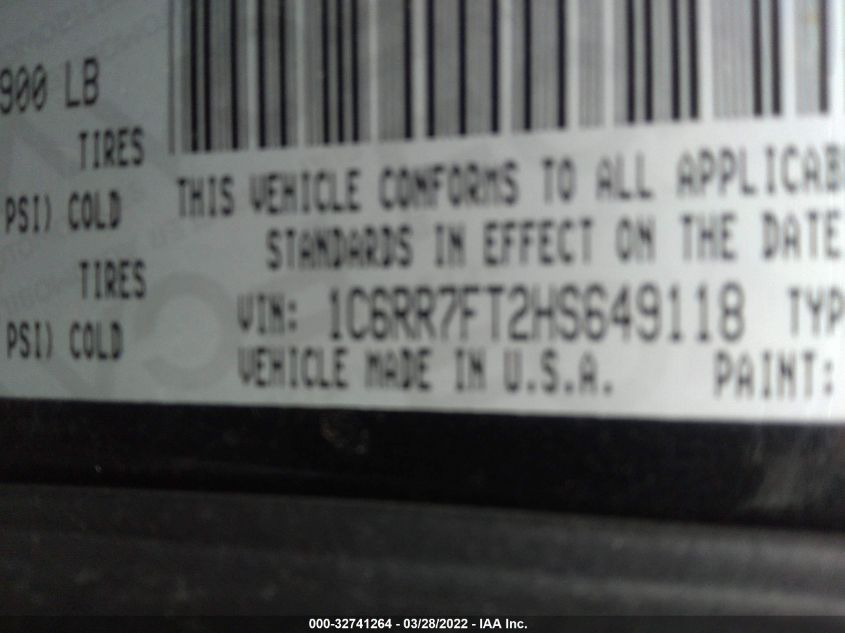 900 LB
TIRES
PSI) COLD
TIRES
PSI) COLD
THIS VEHICLE CONFORMS TO ALL APPLICAB
STANDARDS IN EFFECT ON THE DATE
VIN: 1C6RR7FT2HS649118 TYP
VEHICLE MADE IN U.S.A. PAINT:
000-32741264 - 03/28/2022 - IAA Inc.